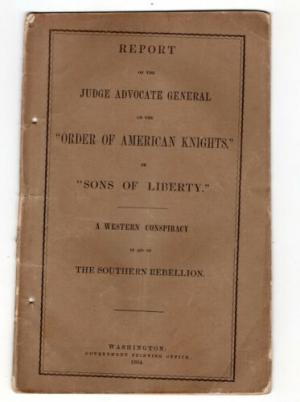 REPORT
OF THE
JUDGE ADVOCATE GENERAL
ON THE
"ORDER OF AMERICAN KNIGHTS,"
OR
"SONS OF LIBERTY."
A WESTERN CONSPIRACY
IN AID OF
THE SOUTHERN REBELLION.
WASHINGTON:
GOVERNMENT PRINTING OFFICE.
1864.